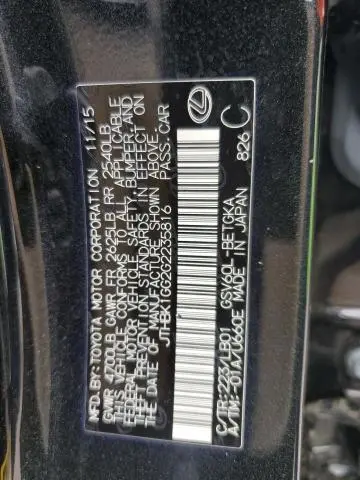 MFD. BY: TOYOTA MOTOR CORPORATION 11/15
GVWR 4700LB GAWR FR 2625LB RR 2540LB
THIS VEHICLE CONFORMS TO ALL APPLICABLE
FEDERAL MOTOR VEHICLE SAFETY, BUMPER, AND
THEFT PREVENTION STANDARDS IN EFFECT ON
THE DATE OF MANUFACTURE SHOWN ABOVE.
JTHBK1GG2G2235816 PASS. CAR
C/TR: 223/LB01 GSV60L-BETGKA
A/TM: -01A/U660E MADE IN JAPAN 826
C